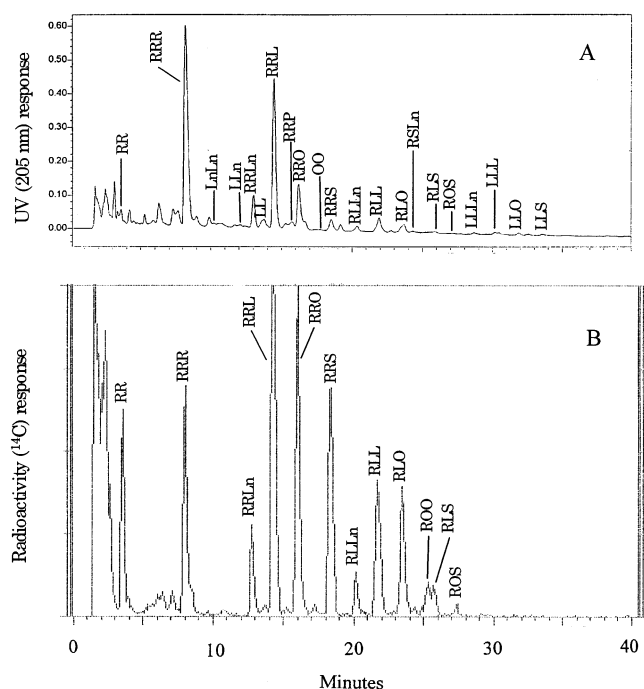 A
UV (205 nm) response
0.60
0.50
0.40
0.30
0.20
0.10
0.00
RR
RRR
LnLn
LLn
RRLn
LL
RRL
RRP
RRO
OO
RRS
RLLn
RLL
RLO
RSLn
RLS
ROS
LLLn
LLL
LLO
LLS
B
Radioactivity (¹⁴C) response
RR
RRR
RRLn
RRL
RRO
RRS
RLLn
RLL
RLO
ROO
RLS
ROS
0 10 20 30 40
Minutes